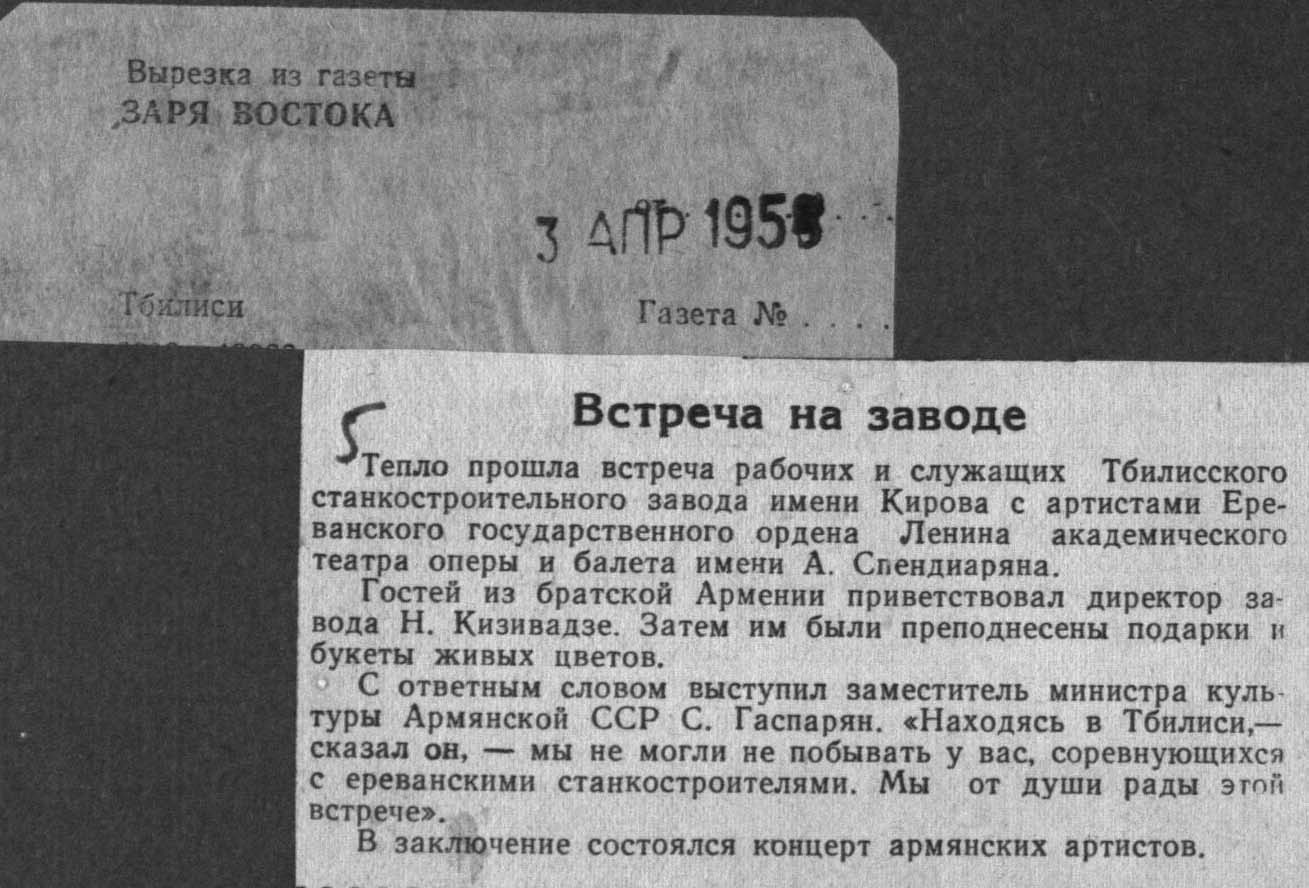 Вырезка из газеты
ЗАРЯ ВОСТОКА
3 АПР 195
Тбилиси
Газета № . . . .
5
Встреча на заводе
Тепло прошла встреча рабочих и служащих Тбилисского
станкостроительного завода имени Кирова с артистами Ере-
ванского государственного ордена Ленина академического
театра оперы и балета имени А. Спендиаряна.
Гостей из братской Армении приветствовал директор за-
вода Н. Кизивадзе. Затем им были преподнесены подарки и
букеты живых цветов.
С ответным словом выступил заместитель министра куль-
туры Армянской ССР С. Гаспарян. «Находясь в Тбилиси,—
сказал он, — мы не могли не побывать у вас, соревнующихся
с ереванскими станкостроителями. Мы от души рады этой
встрече».
В заключение состоялся концерт армянских артистов.